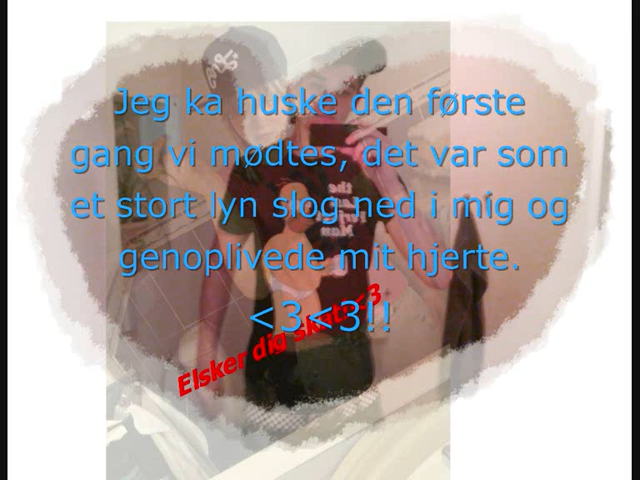 Jeg ka huske den første
gang vi mødtes, det var som
et stort lyn slog ned i mig og
genoplivede mit hjerte.
<3<3!!
Elsker dig skat <3